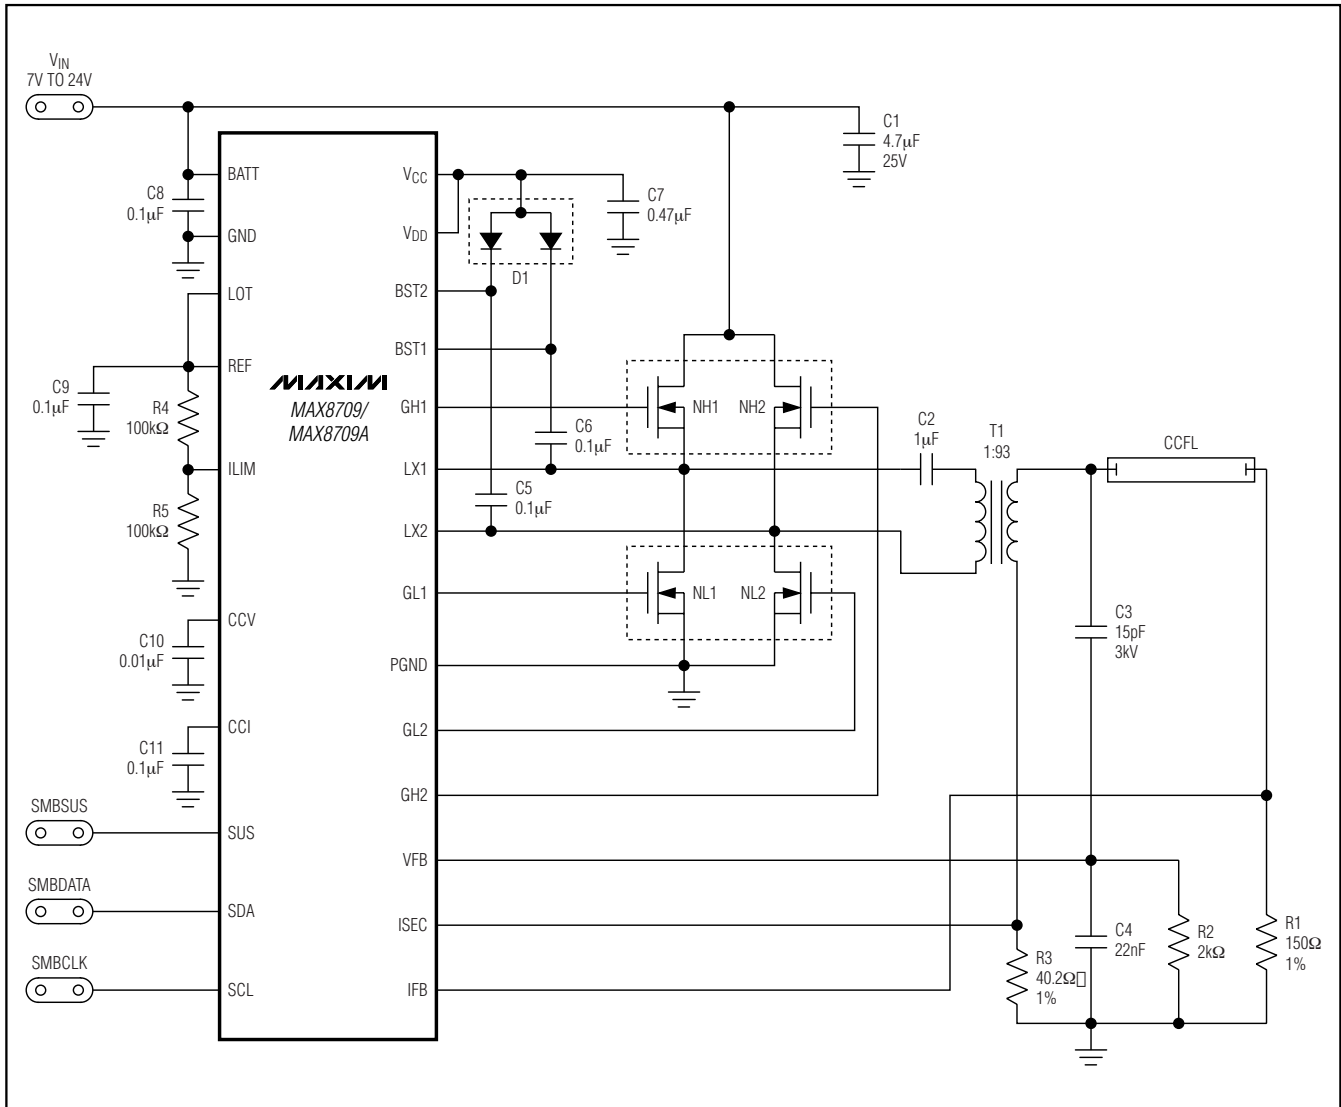 VIN
7V TO 24V
C1
4.7µF
25V
C8
0.1µF
BATT
GND
LOT
REF
C9
0.1µF
R4
100kΩ
ILIM
R5
100kΩ
CCV
C10
0.01µF
CCI
C11
0.1µF
SMBSUS
SUS
SMBDATA
SDA
SMBCLK
SCL
MAXIM
MAX8709/
MAX8709A
VCC
VDD
BST2
BST1
GH1
LX1
LX2
GL1
PGND
GL2
GH2
VFB
ISEC
IFB
C7
0.47µF
D1
NH1
NH2
C6
0.1µF
C5
0.1µF
NL1
NL2
C2
1µF
T1
1:93
CCFL
C3
15pF
3kV
C4
22nF
R2
2kΩ
R1
150Ω
1%
R3
40.2Ω▯
1%